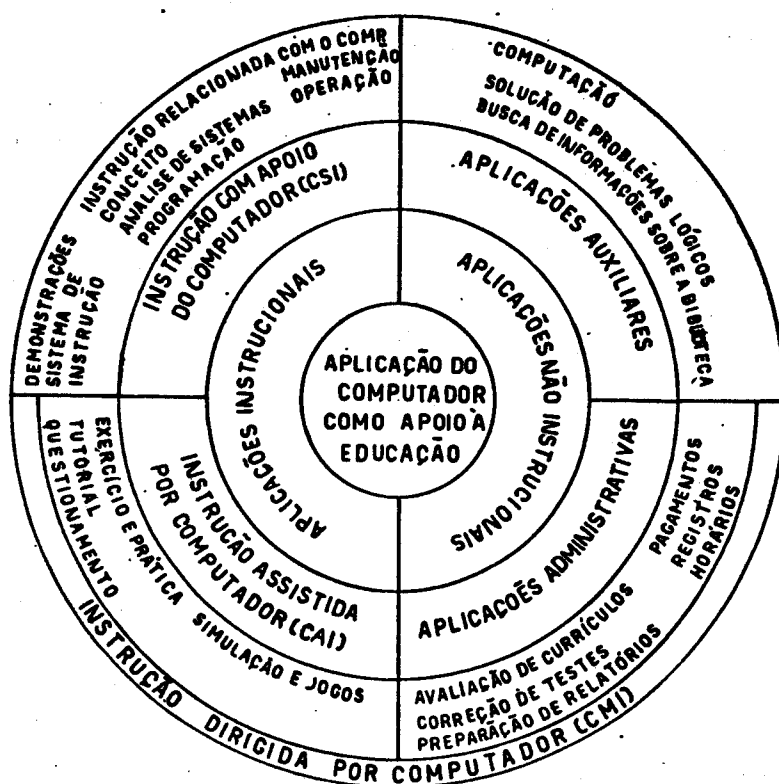 APLICAÇÃO DO
COMPUTADOR
COMO APOIO À
EDUCAÇÃO
APLICAÇÕES INSTRUCIONAIS
APLICAÇÕES NÃO INSTRUCIONAIS
INSTRUÇÃO COM APOIO
DO COMPUTADOR (CSI)
APLICAÇÕES AUXILIARES
INSTRUÇÃO ASSISTIDA
POR COMPUTADOR (CAI)
APLICAÇOĒS ADMINISTRATIVAS
INSTRUÇÃO RELACIONADA COM O COMP.
CONCEITO
ANALISE DE SISTEMAS
PROGRAMAÇÃO
MANUTENÇÃO
OPERAÇÃO
DEMONSTRAÇÕES
SISTEMA DE
INSTRUÇÃO
COMPUTAÇÃO
SOLUÇÃO DE PROBLEMAS LÓGICOS
BUSCA DE INFORMAÇÕES SOBRE A BIBLIOTECA
EXERCÍCIO E PRÁTICA
TUTORIAL
QUESTIONAMENTO
SIMULAÇÃO E JOGOS
PAGAMENTOS
REGISTROS
HORÁRIOS
AVALIAÇÃO DE CURRÍCULOS
CORREÇÃO DE TESTES
PREPARAÇÃO DE RELATÓRIOS
INSTRUÇÃO DIRIGIDA POR COMPUTADOR (CMI)